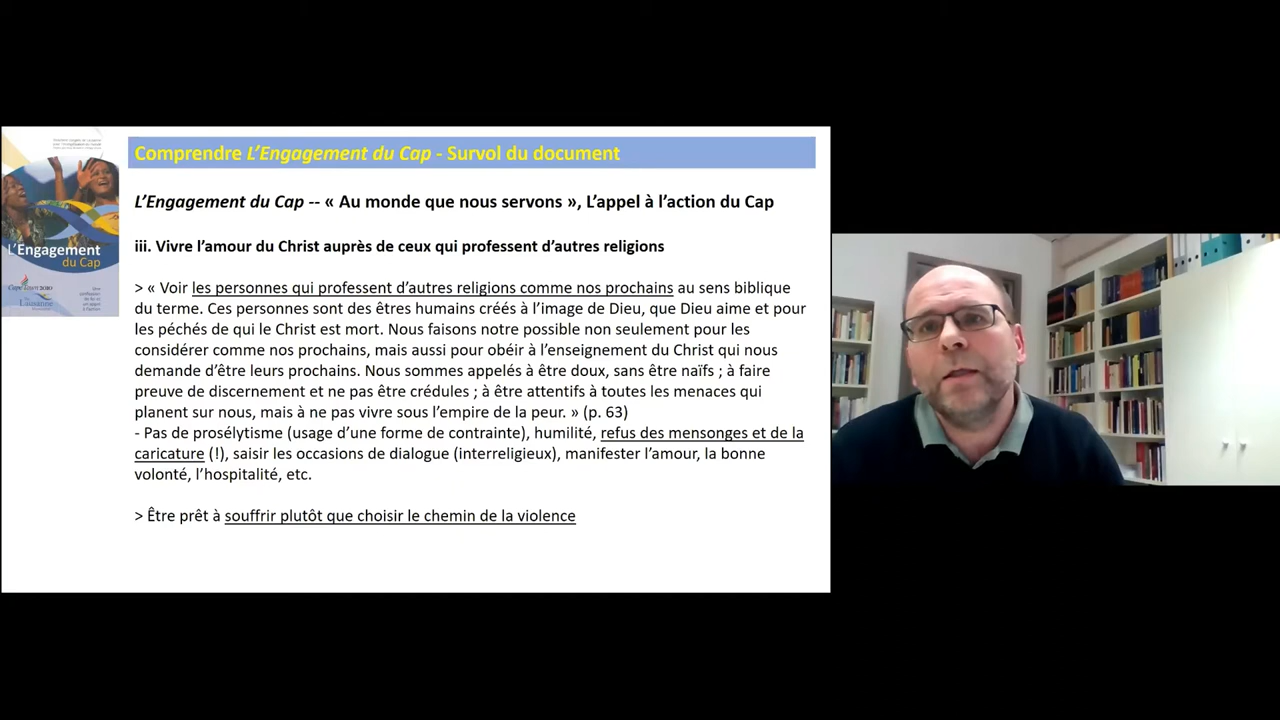 Comprendre L’Engagement du Cap - Survol du document
L’Engagement du Cap -- « Au monde que nous servons », L’appel à l’action du Cap
iii. Vivre l’amour du Christ auprès de ceux qui professent d’autres religions
> « Voir les personnes qui professent d’autres religions comme nos prochains au sens biblique
du terme. Ces personnes sont des êtres humains créés à l’image de Dieu, que Dieu aime et pour
les péchés de qui le Christ est mort. Nous faisons notre possible non seulement pour les
considérer comme nos prochains, mais aussi pour obéir à l’enseignement du Christ qui nous
demande d’être leurs prochains. Nous sommes appelés à être doux, sans être naïfs ; à faire
preuve de discernement et ne pas être crédules ; à être attentifs à toutes les menaces qui
planent sur nous, mais à ne pas vivre sous l’empire de la peur. » (p. 63)
- Pas de prosélytisme (usage d’une forme de contrainte), humilité, refus des mensonges et de la
caricature (!), saisir les occasions de dialogue (interreligieux), manifester l’amour, la bonne
volonté, l’hospitalité, etc.
> Être prêt à souffrir plutôt que choisir le chemin de la violence
L’Engagement
du Cap
Cape Town 2010
Lausanne